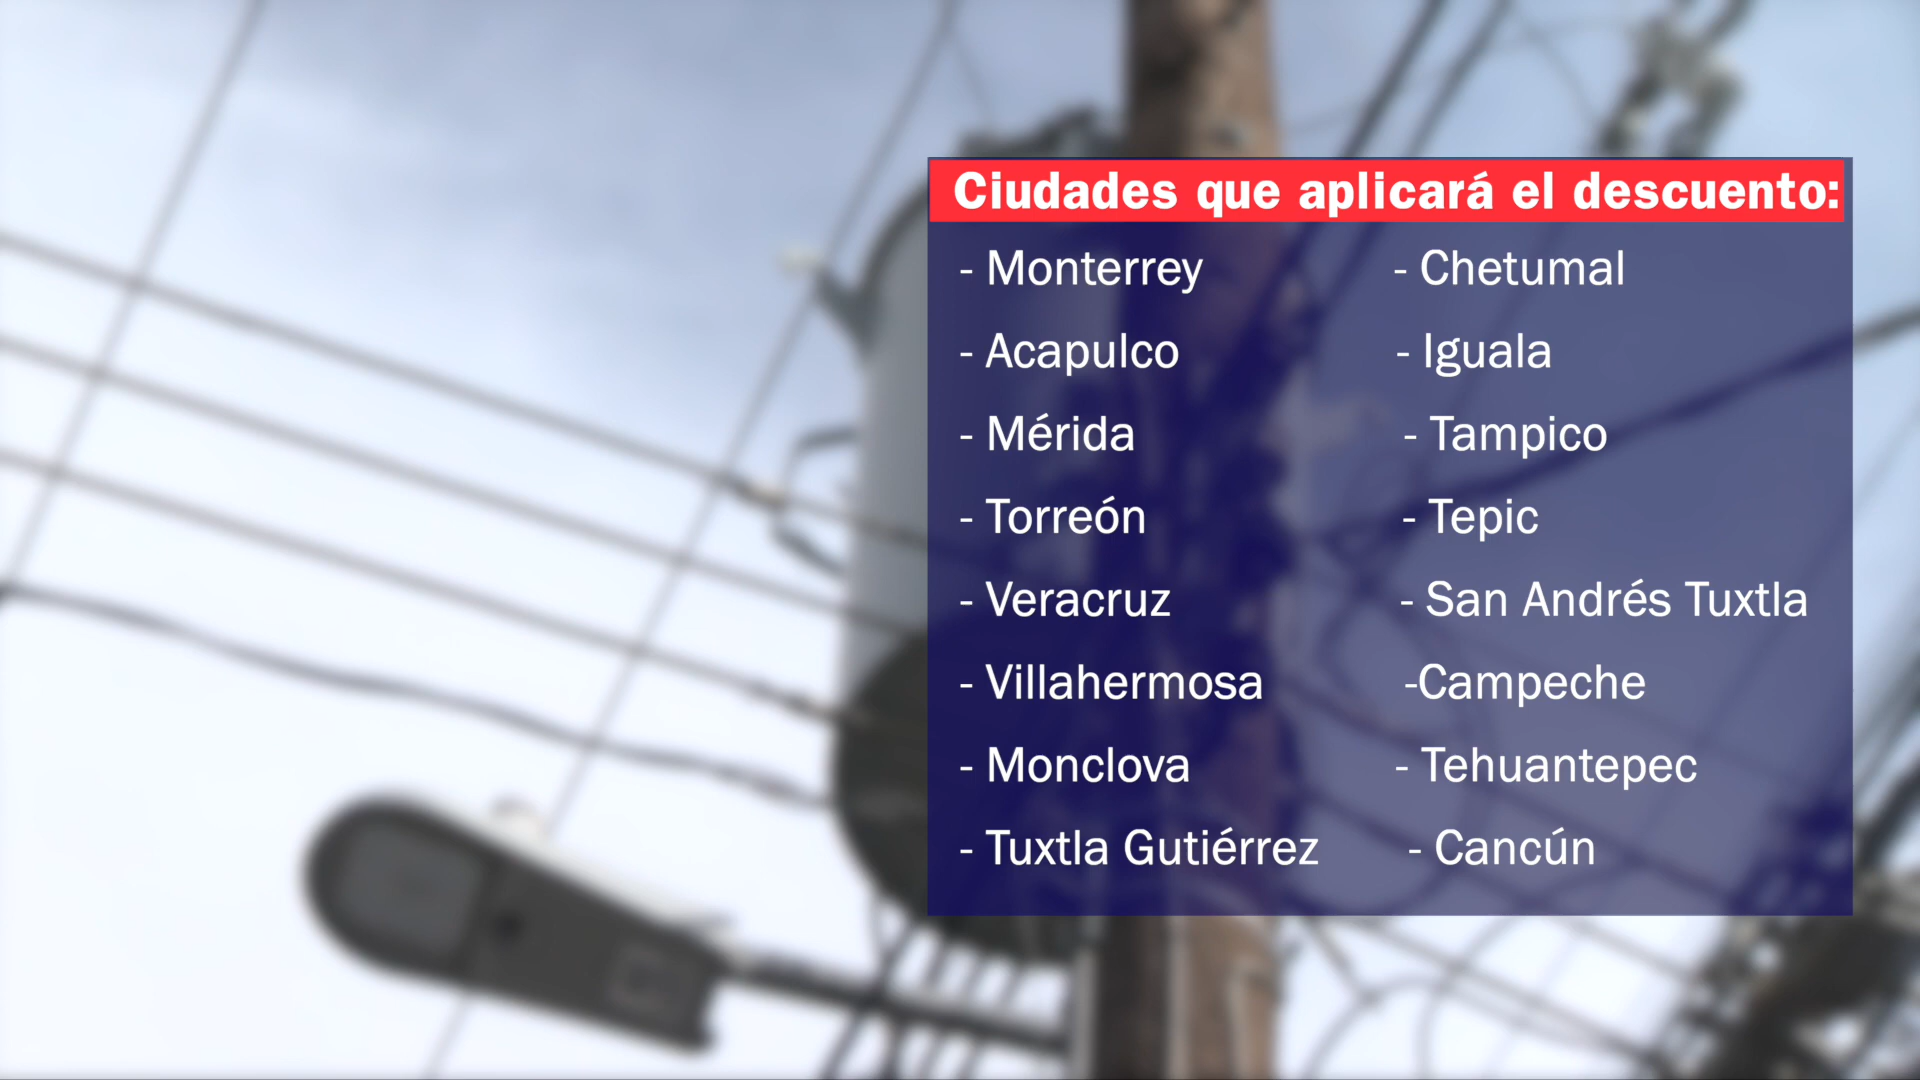 Ciudades que aplicará el descuento:
- Monterrey
- Acapulco
- Mérida
- Torreón
- Veracruz
- Villahermosa
- Monclova
- Tuxtla Gutiérrez
- Chetumal
- Iguala
- Tampico
- Tepic
- San Andrés Tuxtla
-Campeche
- Tehuantepec
- Cancún